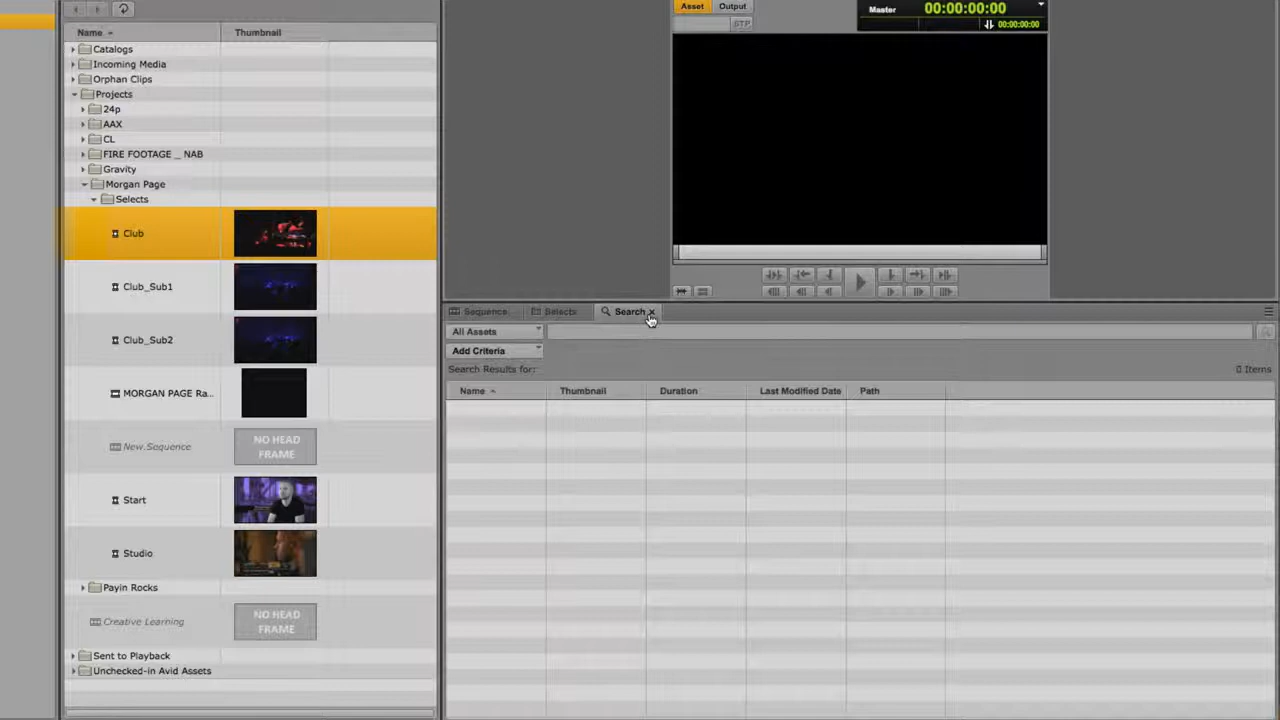 Name
Thumbnail
Catalogs
Incoming Media
Orphan Clips
Projects
24p
AAX
CL
FIRE FOOTAGE _ NAB
Gravity
Morgan Page
Selects
Club
Club_Sub1
Club_Sub2
MORGAN PAGE Ra...
New.Sequence
NO HEAD
FRAME
Start
Studio
Payin Rocks
Creative Learning
NO HEAD
FRAME
Sent to Playback
Unchecked-in Avid Assets
Asset
Output
STP
Master
00:00:00:00
00:00:00:00
Sequence
Selects
Search
All Assets
Add Criteria
Search Results for:
0 Items
Name
Thumbnail
Duration
Last Modified Date
Path